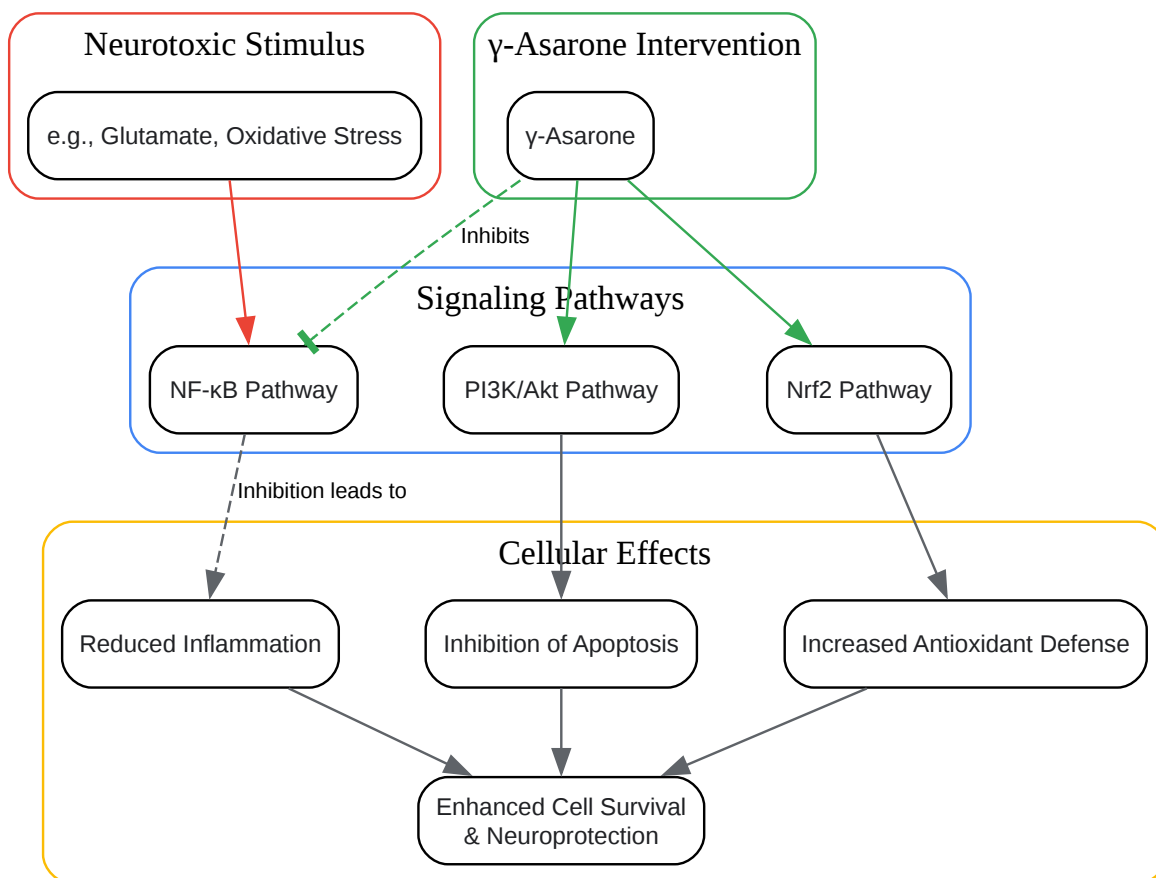 Neurotoxic Stimulus
γ-Asarone Intervention
e.g., Glutamate, Oxidative Stress
γ-Asarone
Inhibits
Signaling Pathways
NF-κB Pathway
PI3K/Akt Pathway
Nrf2 Pathway
Inhibition leads to
Cellular Effects
Reduced Inflammation
Inhibition of Apoptosis
Increased Antioxidant Defense
Enhanced Cell Survival
& Neuroprotection